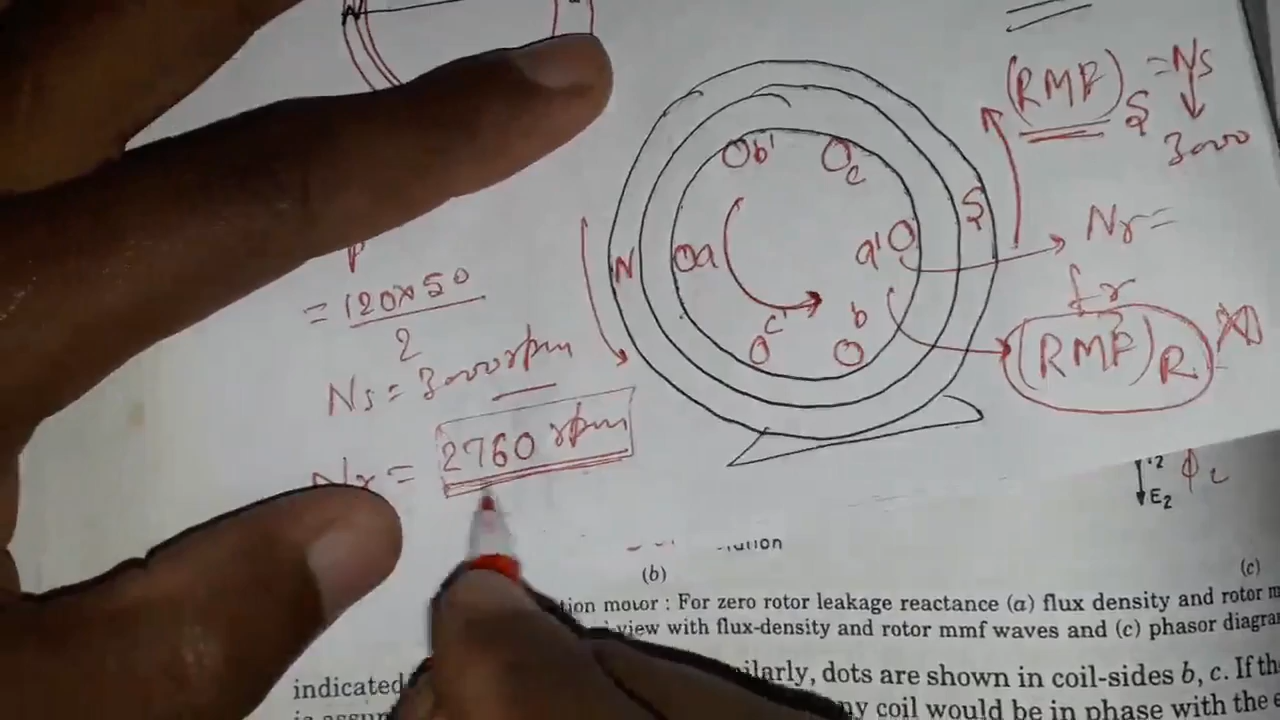 (RMF)S = Ns
3000
Ob' Oc
S
Nr =
N Oa a'O
P
= 120×50
2
fr
c' b
O O
(RMF)R
Ns = 3000 rpm
Nr = 2760 rpm
E2 φc
(b)
(c)
tion motor : For zero rotor leakage reactance (a) flux density and rotor m
view with flux-density and rotor mmf waves and (c) phasor diagra
indicated
ilarly, dots are shown in coil-sides b, c. If th
ny coil would be in phase with the e